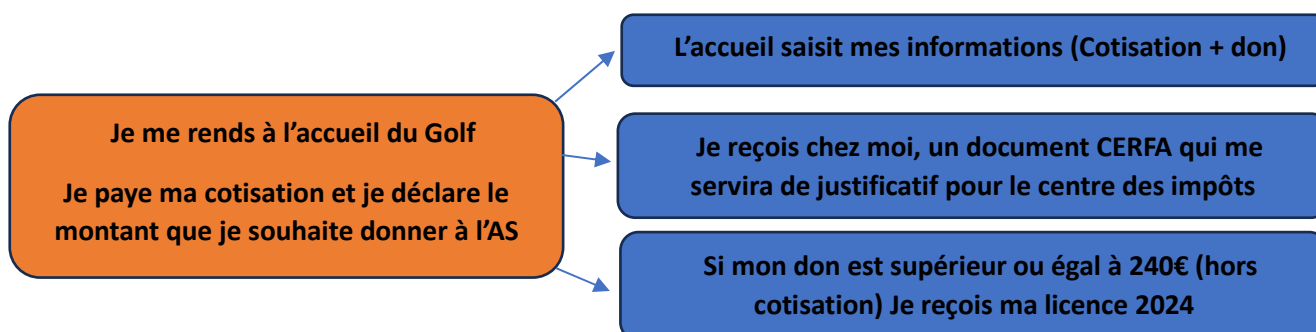 Je me rends à l’accueil du Golf
Je paye ma cotisation et je déclare le
montant que je souhaite donner à l’AS
L’accueil saisit mes informations (Cotisation + don)
Je reçois chez moi, un document CERFA qui me
servira de justificatif pour le centre des impôts
Si mon don est supérieur ou égal à 240€ (hors
cotisation) Je reçois ma licence 2024